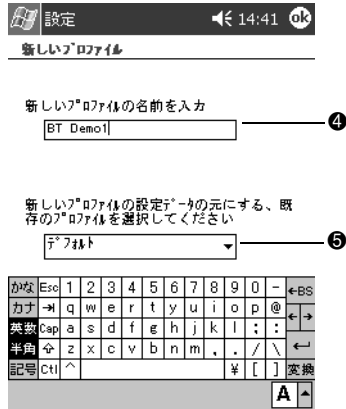 設定 14:41 ok
新しいﾌﾟﾛﾌｧｲﾙ
新しいﾌﾟﾛﾌｧｲﾙの名前を入力
BT Demo1
❹
新しいﾌﾟﾛﾌｧｲﾙの設定ﾃﾞｰﾀの元にする、既
存のﾌﾟﾛﾌｧｲﾙを選択してください
ﾃﾞﾌｫﾙﾄ
❺
かな Esc 1 2 3 4 5 6 7 8 9 0 - ←BS
カナ →| q w e r t y u i o p @ ← →
英数 Cap a s d f g h j k l ; :
半角 z x c v b n m , . / \ ↵
記号 Ctl ^ ¥ [ ] 変換
A